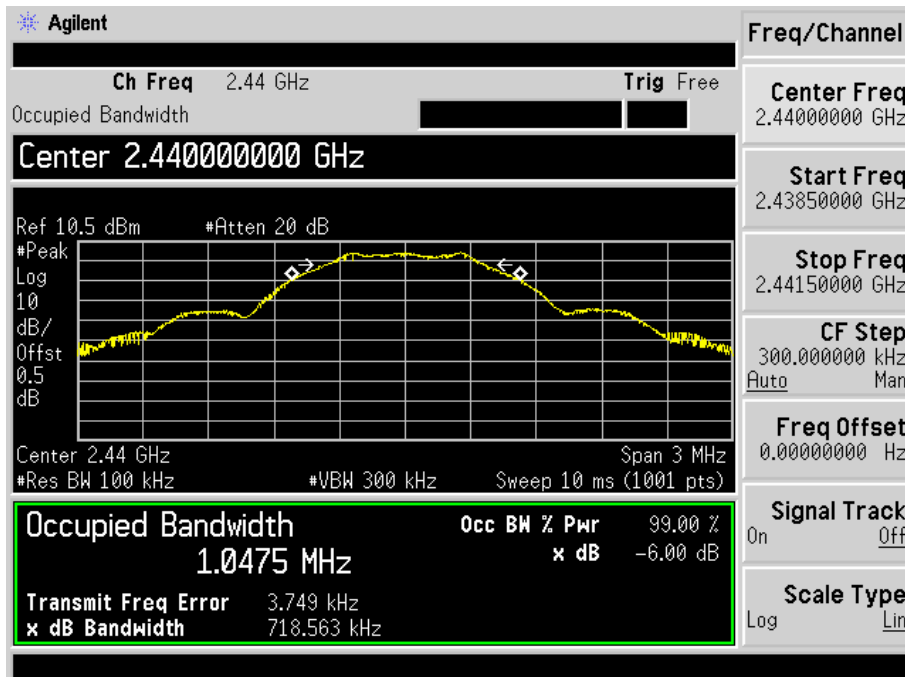 Agilent
Freq/Channel
Ch Freq 2.44 GHz Trig Free
Occupied Bandwidth
Center 2.440000000 GHz
Ref 10.5 dBm #Atten 20 dB
#Peak
Log
10
dB/
Offst
0.5
dB
Center 2.44 GHz Span 3 MHz
#Res BW 100 kHz #VBW 300 kHz Sweep 10 ms (1001 pts)
Occupied Bandwidth
1.0475 MHz
Occ BW % Pwr 99.00 %
x dB -6.00 dB
Transmit Freq Error 3.749 kHz
x dB Bandwidth 718.563 kHz
Center Freq
2.44000000 GHz
Start Freq
2.43850000 GHz
Stop Freq
2.44150000 GHz
CF Step
300.000000 kHz
Auto Man
Freq Offset
0.00000000 Hz
Signal Track
On Off
Scale Type
Log Lin